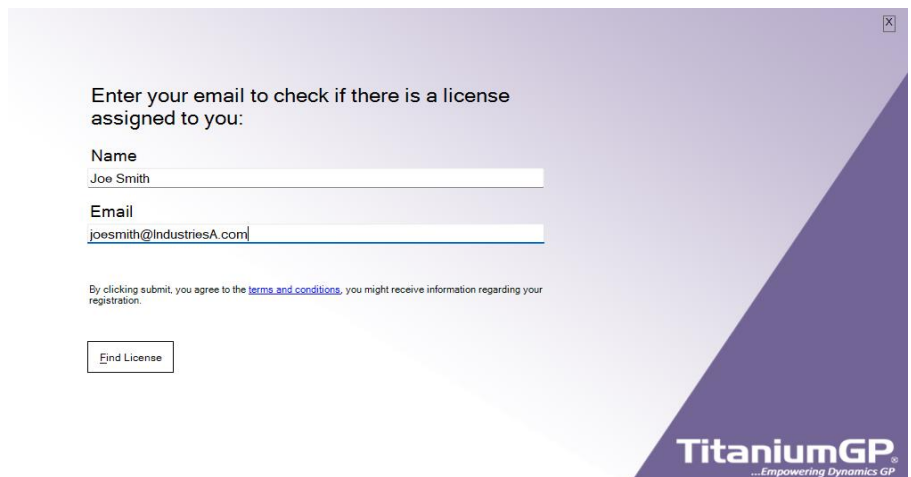 X
Enter your email to check if there is a license
assigned to you:
Name
Joe Smith
Email
joesmith@IndustriesA.com
By clicking submit, you agree to the terms and conditions, you might receive information regarding your
registration.
Find License
TitaniumGP®
...Empowering Dynamics GP